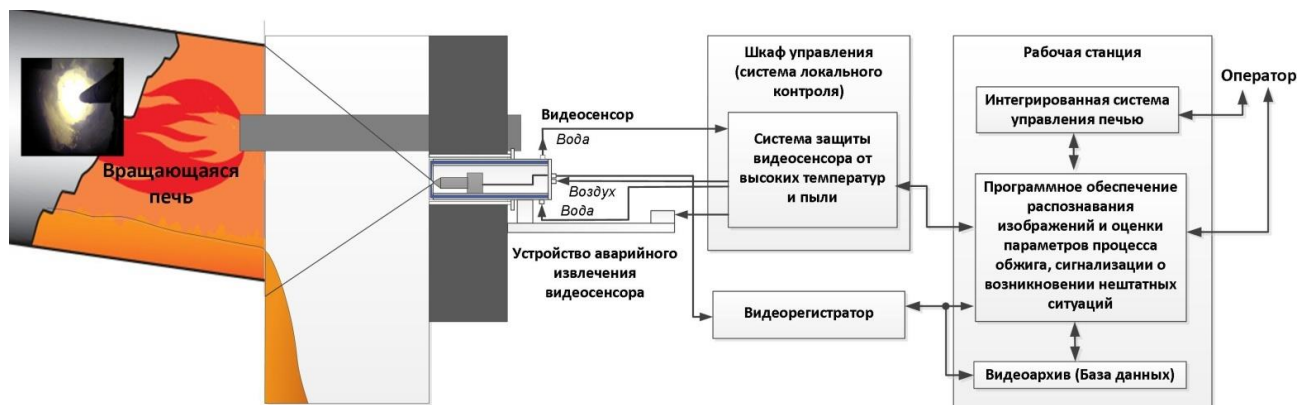 Вращающаяся
печь
Видеосенсор
Вода
Воздух
Вода
Устройство аварийного
извлечения
видеосенсора
Шкаф управления
(система локального
контроля)
Система защиты
видеосенсора от
высоких температур
и пыли
Видеорегистратор
Рабочая станция
Интегрированная система
управления печью
Программное обеспечение
распознавания
изображений и оценки
параметров процесса
обжига, сигнализации о
возникновении нештатных
ситуаций
Видеоархив (База данных)
Оператор